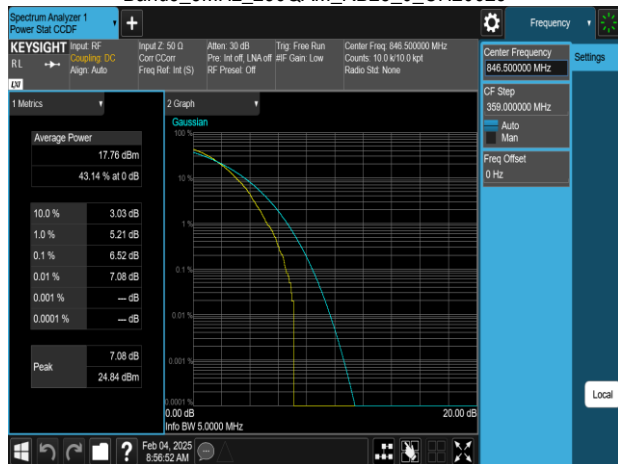 Spectrum Analyzer 1
Power Stat CCDF
Frequency
KEYSIGHT
RL
LXI
Input: RF
Coupling: DC
Align: Auto
Input Z: 50 Ω
Corr CCorr
Freq Ref: Int (S)
Atten: 30 dB
Pre: Int off, LNA off
RF Preset: Off
Trig: Free Run
#IF Gain: Low
Center Freq: 846.500000 MHz
Counts: 10.0 k/10.0 kpt
Radio Std: None
Center Frequency
846.500000 MHz
Settings
CF Step
359.000000 MHz
Auto
Man
Freq Offset
0 Hz
1 Metrics
Average Power
17.76 dBm
43.14 % at 0 dB
10.0 % 3.03 dB
1.0 % 5.21 dB
0.1 % 6.52 dB
0.01 % 7.08 dB
0.001 % --- dB
0.0001 % --- dB
Peak
7.08 dB
24.84 dBm
2 Graph
Gaussian
100 %
10 %
1 %
0.1 %
0.01 %
0.001 %
0.0001 %
0.00 dB 20.00 dB
Info BW 5.0000 MHz
Local
Feb 04, 2025
8:56:52 AM